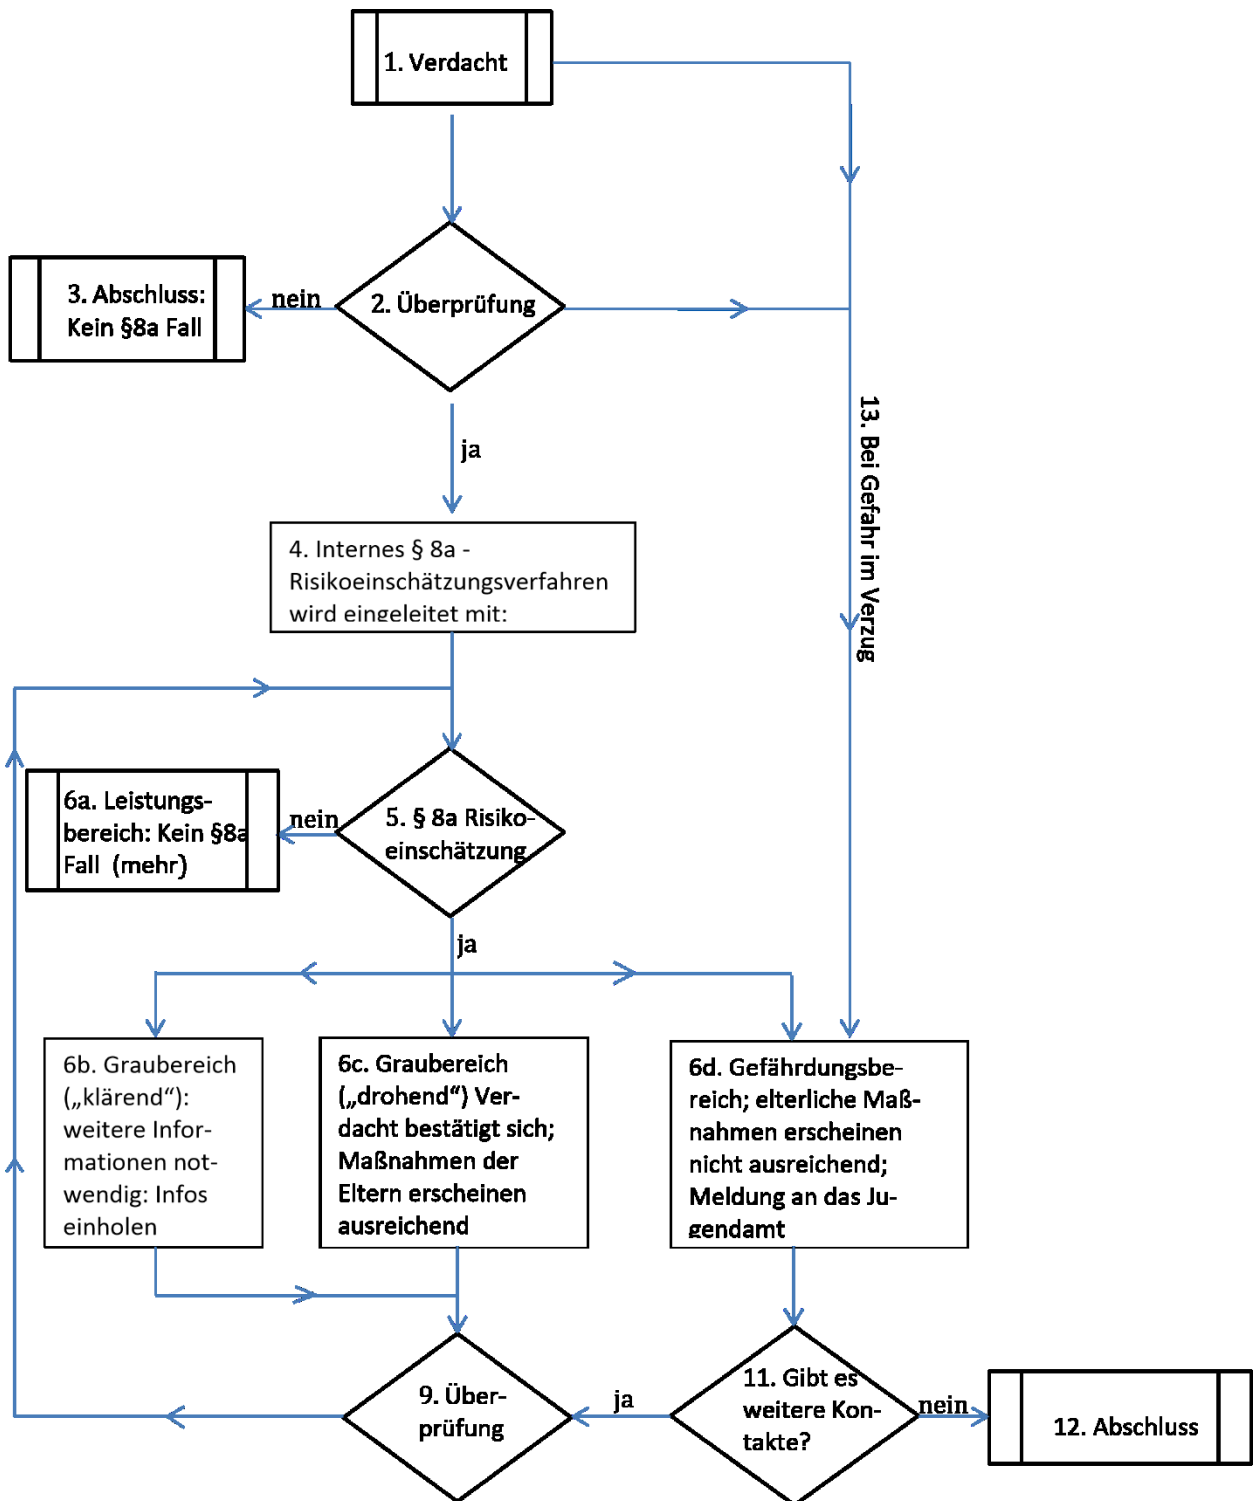 1. Verdacht
3. Abschluss:
Kein §8a Fall
nein
2. Überprüfung
ja
13. Bei Gefahr im Verzug
4. Internes § 8a -
Risikoeinschätzungsverfahren
wird eingeleitet mit:
6a. Leistungs-
bereich: Kein §8a
Fall (mehr)
nein
5. § 8a Risiko-
einschätzung
ja
6b. Graubereich
(„klärend“):
weitere Infor-
mationen not-
wendig: Infos
einholen
6c. Graubereich
(„drohend“) Ver-
dacht bestätigt sich;
Maßnahmen der
Eltern erscheinen
ausreichend
6d. Gefährdungsbe-
reich; elterliche Maß-
nahmen erscheinen
nicht ausreichend;
Meldung an das Ju-
gendamt
9. Über-
prüfung
ja
11. Gibt es
weitere Kon-
takte?
nein
12. Abschluss